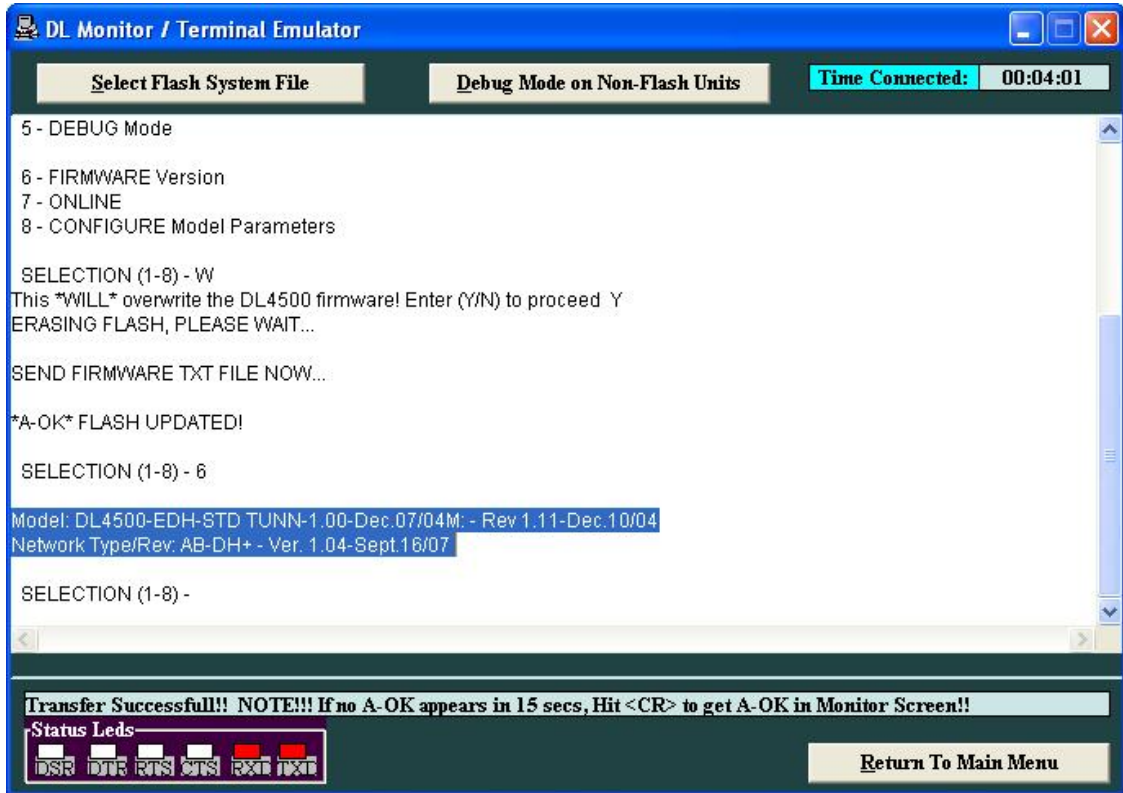 DL Monitor / Terminal Emulator
Select Flash System File
Debug Mode on Non-Flash Units
Time Connected: 00:04:01
5 - DEBUG Mode
6 - FIRMWARE Version
7 - ONLINE
8 - CONFIGURE Model Parameters
SELECTION (1-8) - W
This *WILL* overwrite the DL4500 firmware! Enter (Y/N) to proceed Y
ERASING FLASH, PLEASE WAIT...
SEND FIRMWARE TXT FILE NOW...
*A-OK* FLASH UPDATED!
SELECTION (1-8) - 6
Model: DL4500-EDH-STD TUNN-1.00-Dec.07/04M: - Rev 1.11-Dec.10/04
Network Type/Rev: AB-DH+ - Ver. 1.04-Sept.16/07
SELECTION (1-8) -
Transfer Successfull!! NOTE!!! If no A-OK appears in 15 secs, Hit <CR> to get A-OK in Monitor Screen!!
Status Leds
DSR DTR RTS CTS RXD TXD
Return To Main Menu